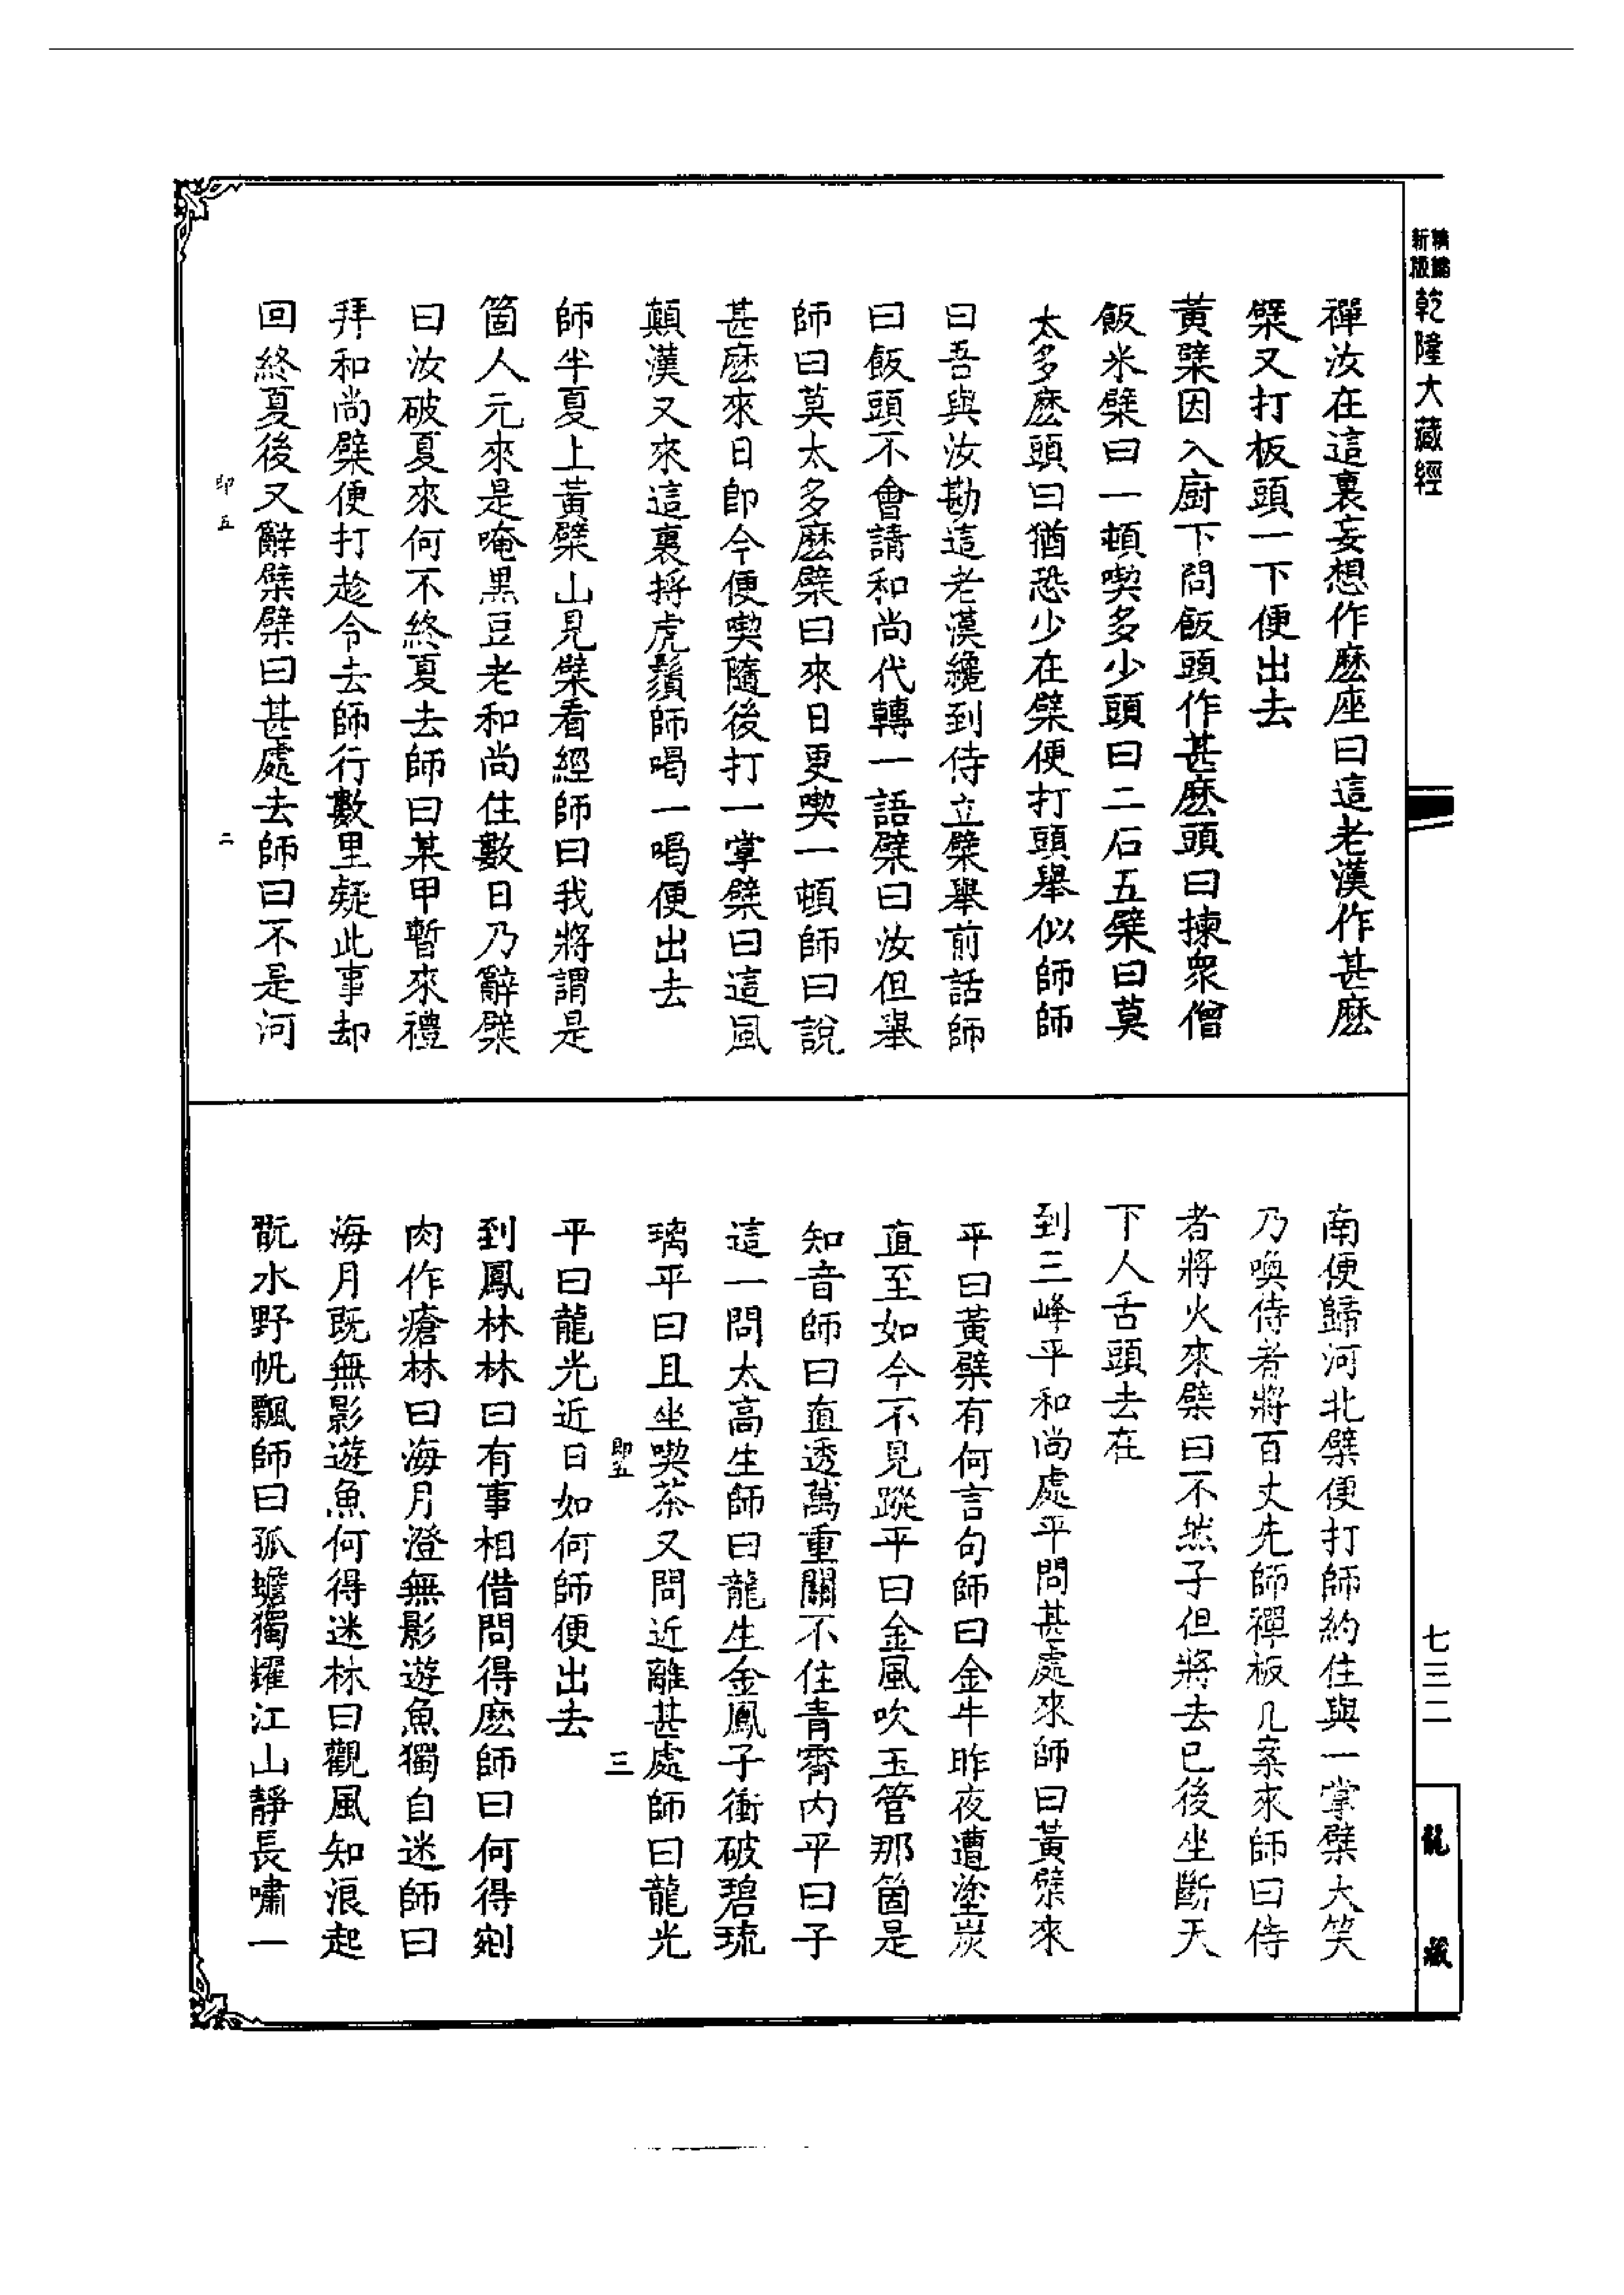 新版 精縮 乾隆大藏經
禪汝在這裏妄想作麽座曰這老漢作甚麽
檗又打板頭一下便出去
黃檗因入廚下問飯頭作甚麽頭曰揀衆僧
飯米檗曰一頓喫多少頭曰二石五檗曰莫
太多麽頭曰猶恐少在檗便打頭舉似師師
曰吾與汝勘這老漢纔到侍立檗舉前話師
曰飯頭不會請和尚代轉一語檗曰汝但舉
師曰莫太多麽檗曰來日更喫一頓師曰說
甚麽來日即今便喫隨後打一掌檗曰這風
顛漢又來這裏捋虎鬚師喝一喝便出去
師半夏上黃檗山見檗看經師曰我將謂是
箇人元來是唵黑豆老和尚住數日乃辭檗
曰汝破夏來何不終夏去師曰某甲暫來禮
拜和尚檗便打趁令去師行數里疑此事却
回終夏後又辭檗檗曰甚處去師曰不是河
即五 二
南便歸河北檗便打師約住與一掌檗大笑
乃喚侍者將百丈先師禪板几案來師曰侍
者將火來檗曰不然子但將去已後坐斷天
下人舌頭去在
到三峰平和尚處平問甚處來師曰黃檗來
平曰黃檗有何言句師曰金牛昨夜遭塗炭
直至如今不見蹤平曰金風吹玉管那箇是
知音師曰直透萬重關不住青霄内平曰子
這一問太高生師曰龍生金鳳子衝破碧琉
璃平曰且坐喫茶又問近離甚處師曰龍光
即五 三
平曰龍光近日如何師便出去
到鳳林林曰有事相借問得麽師曰何得剜
肉作瘡林曰海月澄無影遊魚獨自迷師曰
海月既無影遊魚何得迷林曰觀風知浪起
翫水野帆飄師曰孤蟾獨耀江山靜長嘯一
七三二
龍藏